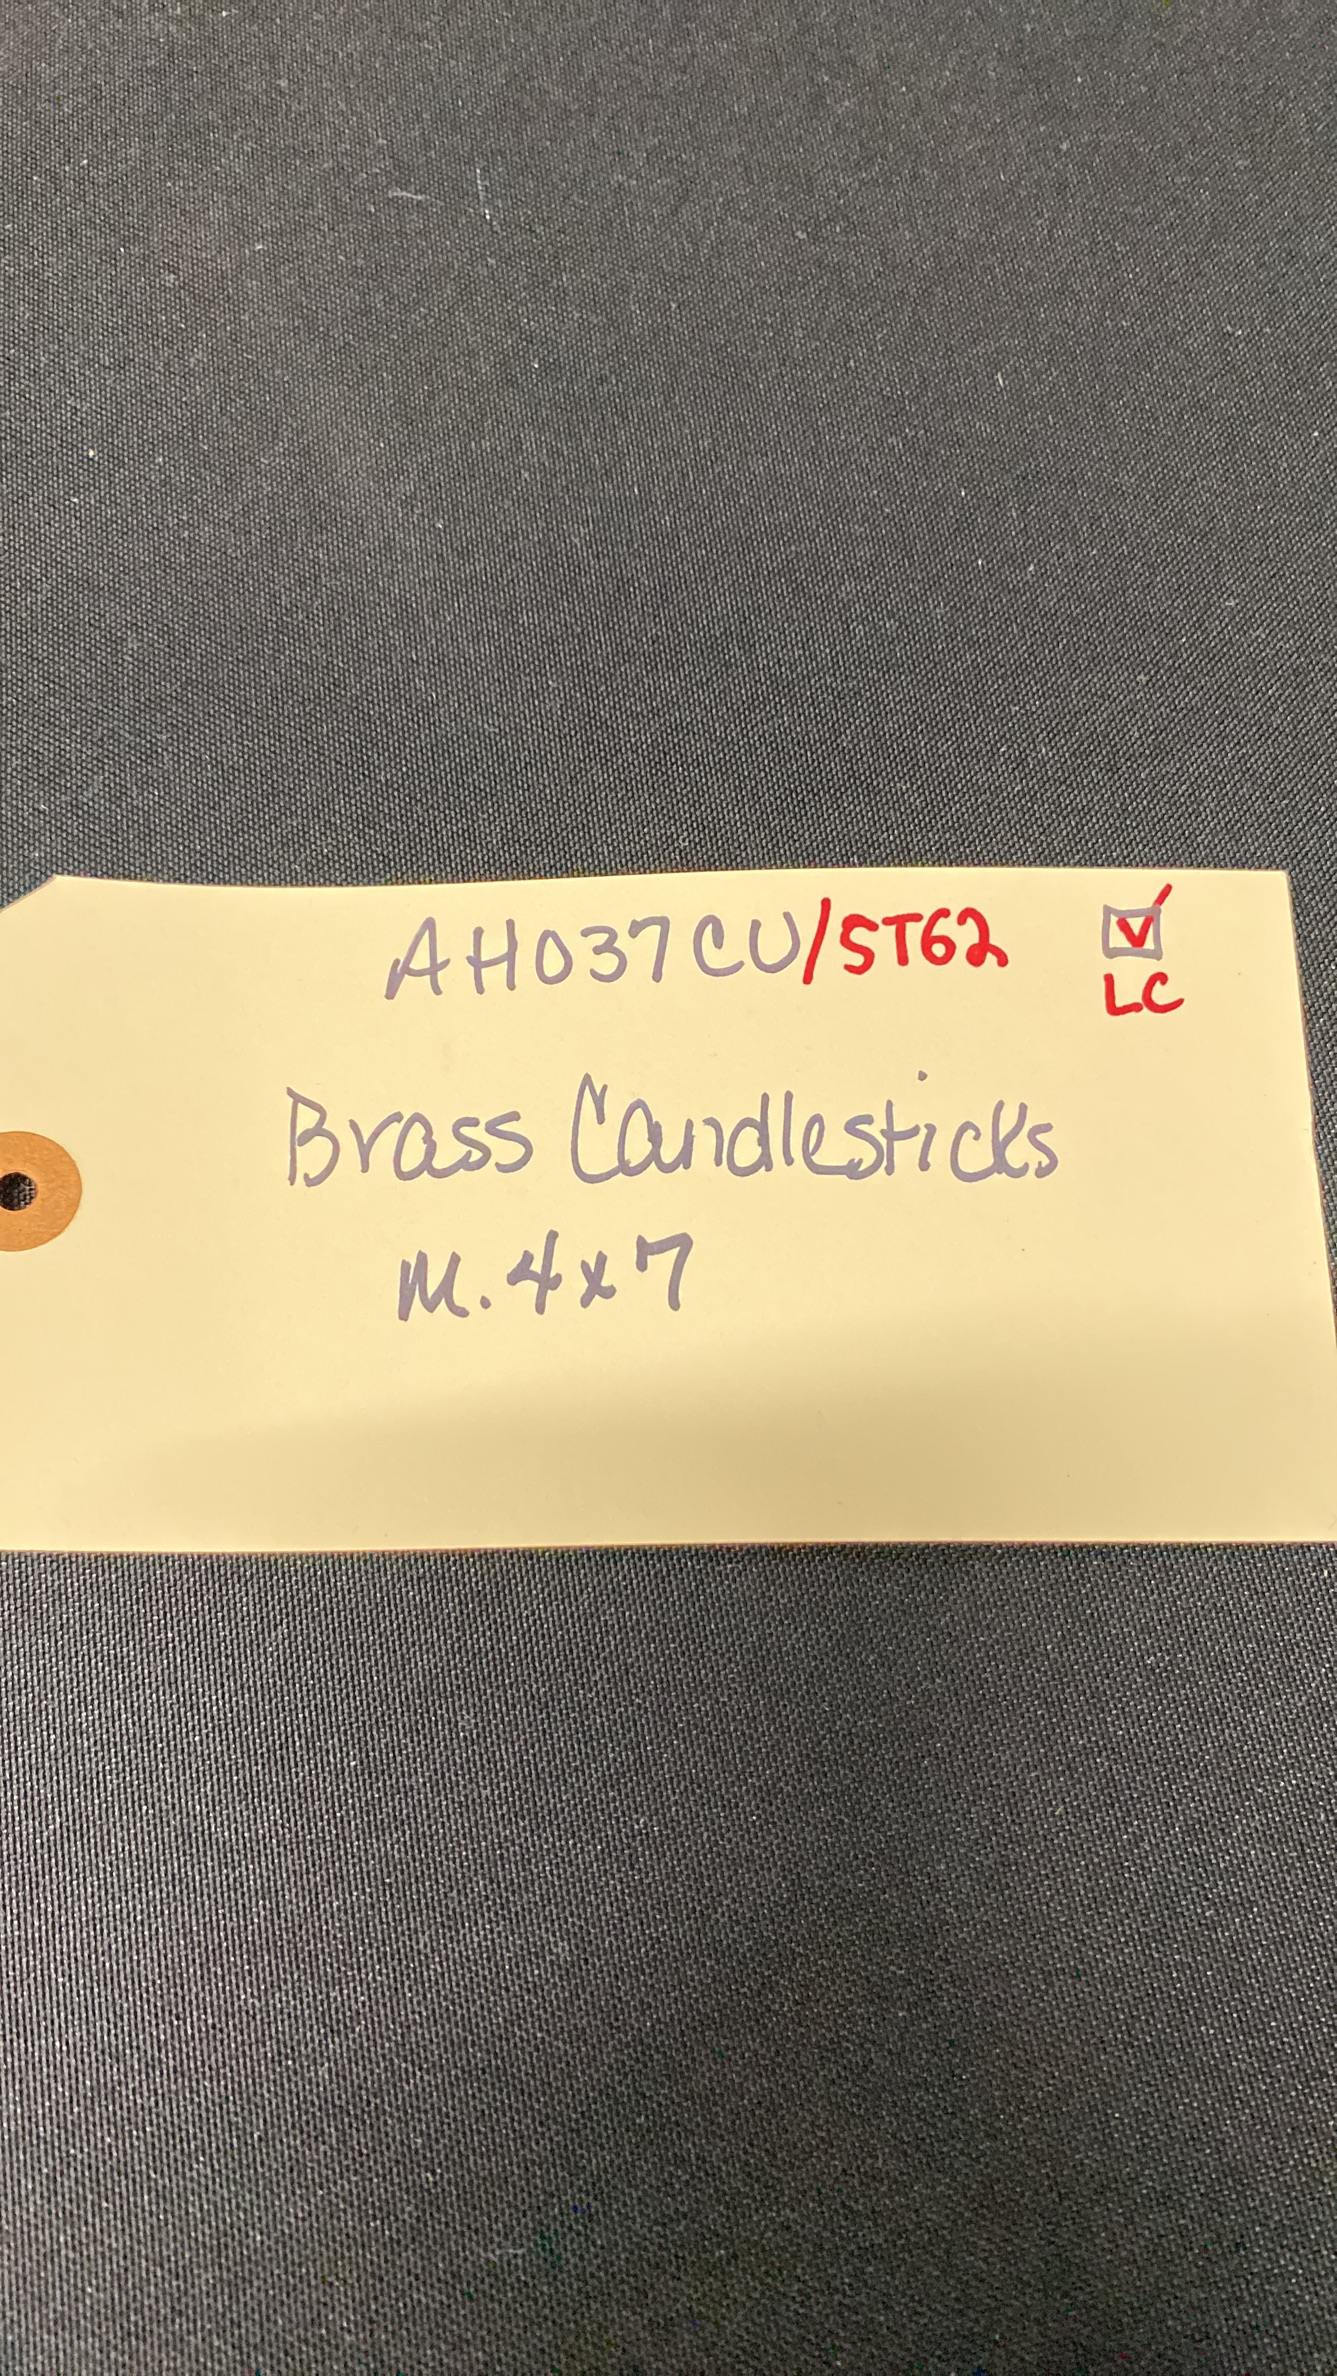 AH037CU/ST62 ☑
LC
Brass Candlesticks
M. 4x7